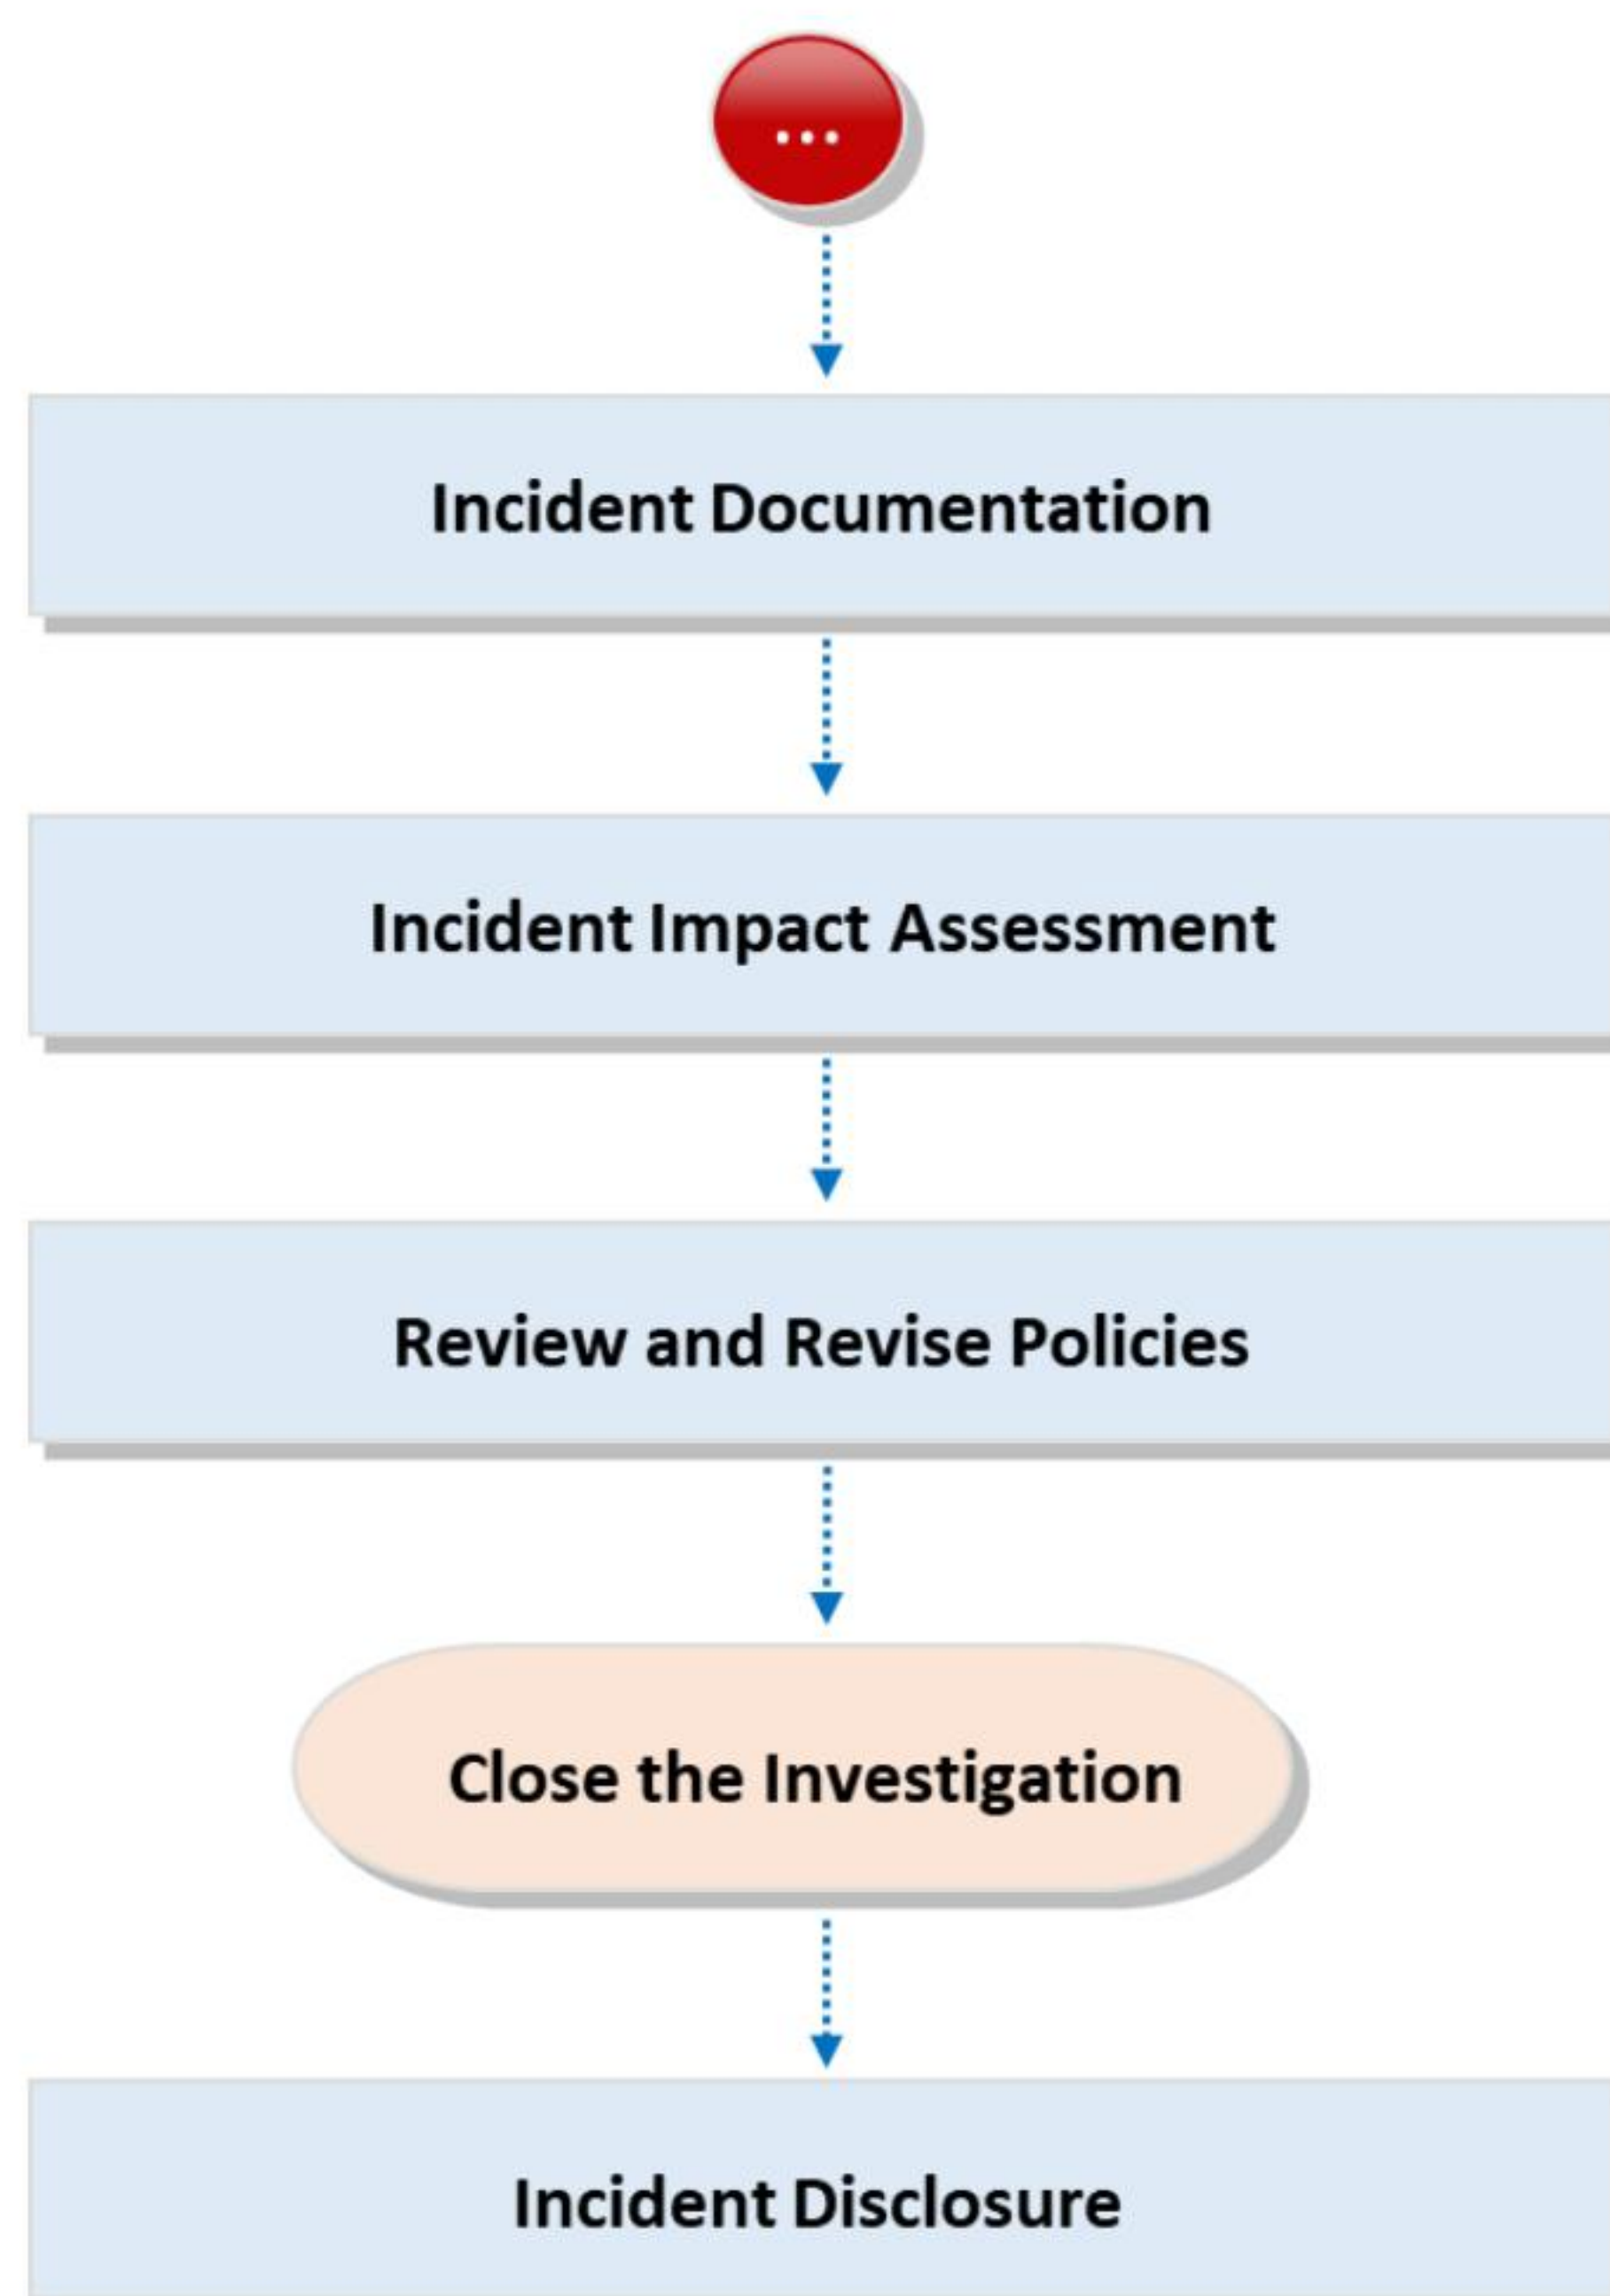 ...
Incident Documentation
Incident Impact Assessment
Review and Revise Policies
Close the Investigation
Incident Disclosure